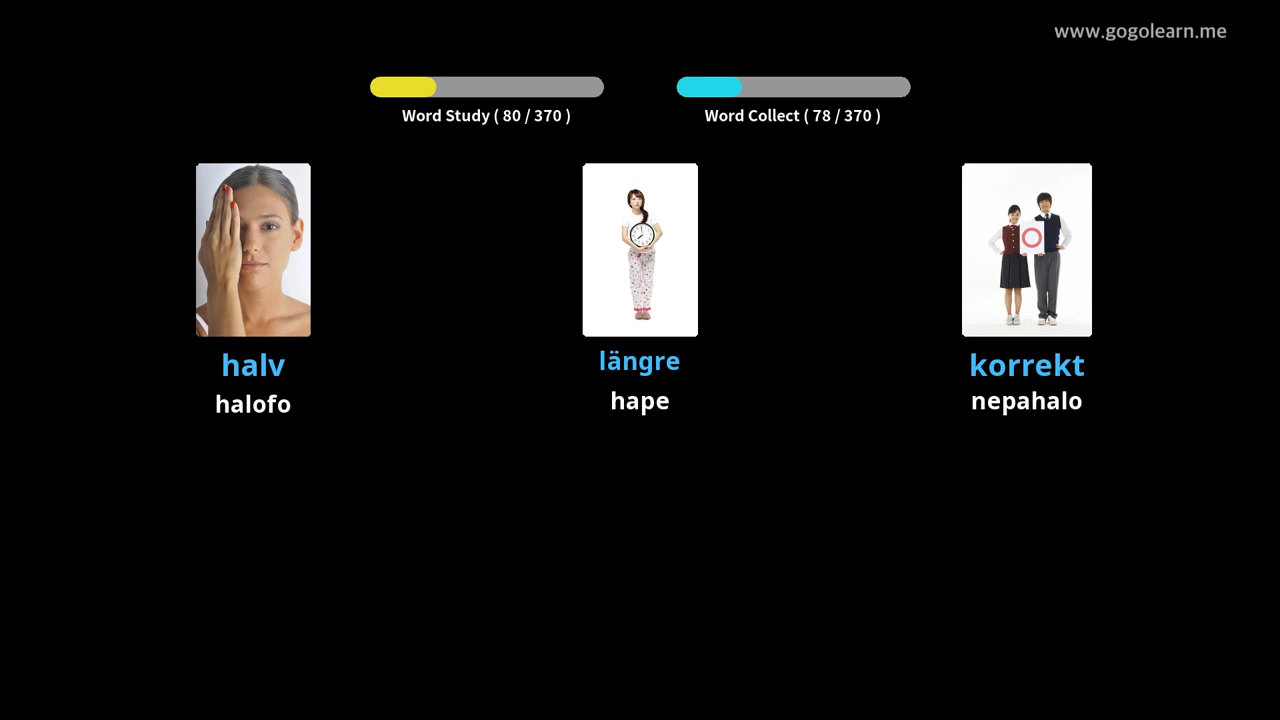 www.gogolearn.me
Word Study ( 80 / 370 )
Word Collect ( 78 / 370 )
halv
halofo
längre
hape
korrekt
nepahalo